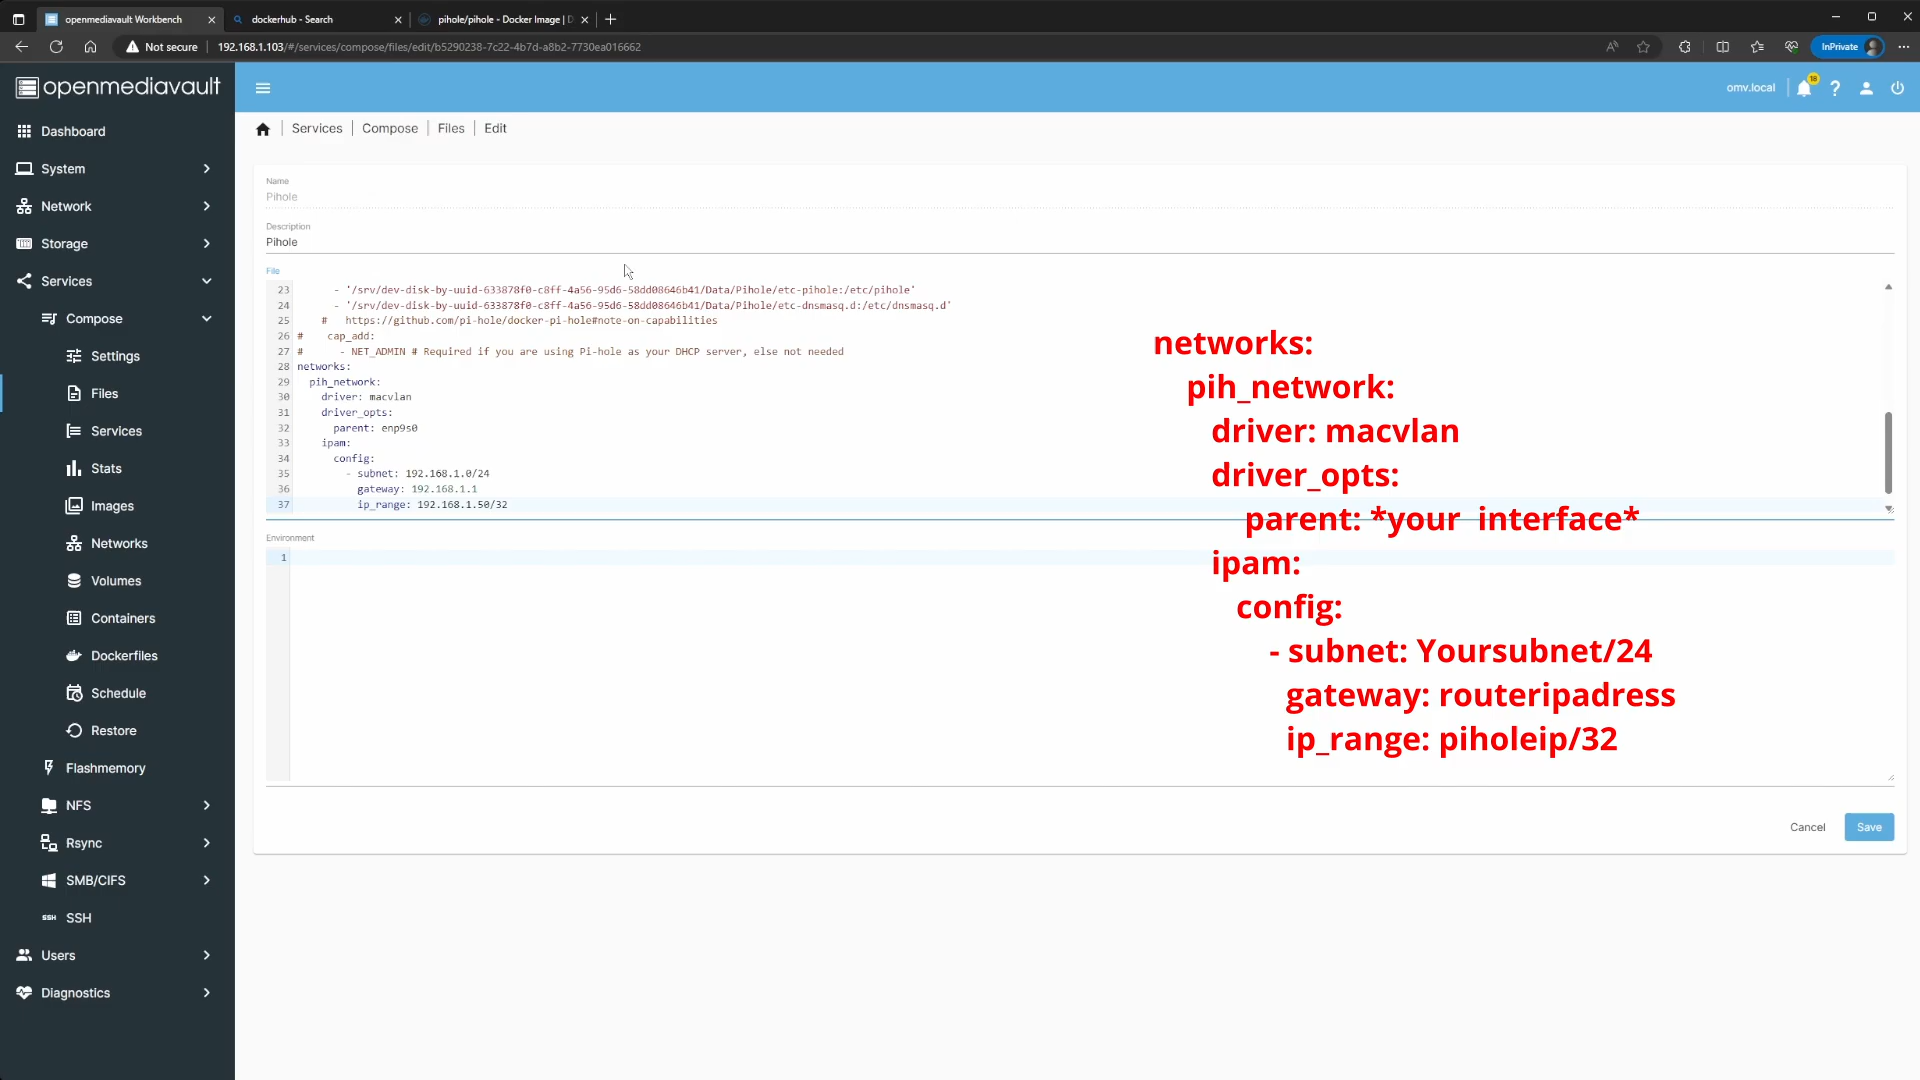 openmediavault Workbench
dockerhub - Search
pihole/pihole - Docker Image | D
Not secure
192.168.1.103/#/services/compose/files/edit/b5290238-7c22-4b7d-a8b2-7730ea016662
InPrivate
openmediavault
omv.local
18
Dashboard
System
Network
Storage
Services
Compose
Settings
Files
Services
Stats
Images
Networks
Volumes
Containers
Dockerfiles
Schedule
Restore
Flashmemory
NFS
Rsync
SMB/CIFS
SSH SSH
Users
Diagnostics
Services | Compose | Files | Edit
Name
Pihole
Description
Pihole
File
23 - '/srv/dev-disk-by-uuid-633878f0-c8ff-4a56-95d6-58dd08646b41/Data/Pihole/etc-pihole:/etc/pihole'
24 - '/srv/dev-disk-by-uuid-633878f0-c8ff-4a56-95d6-58dd08646b41/Data/Pihole/etc-dnsmasq.d:/etc/dnsmasq.d'
25 # https://github.com/pi-hole/docker-pi-hole#note-on-capabilities
26 # cap_add:
27 # - NET_ADMIN # Required if you are using Pi-hole as your DHCP server, else not needed
28 networks:
29 pih_network:
30 driver: macvlan
31 driver_opts:
32 parent: enp9s0
33 ipam:
34 config:
35 - subnet: 192.168.1.0/24
36 gateway: 192.168.1.1
37 ip_range: 192.168.1.50/32
Environment
1
networks:
pih_network:
driver: macvlan
driver_opts:
parent: *your interface*
ipam:
config:
- subnet: Yoursubnet/24
gateway: routeripadress
ip_range: piholeip/32
Cancel
Save